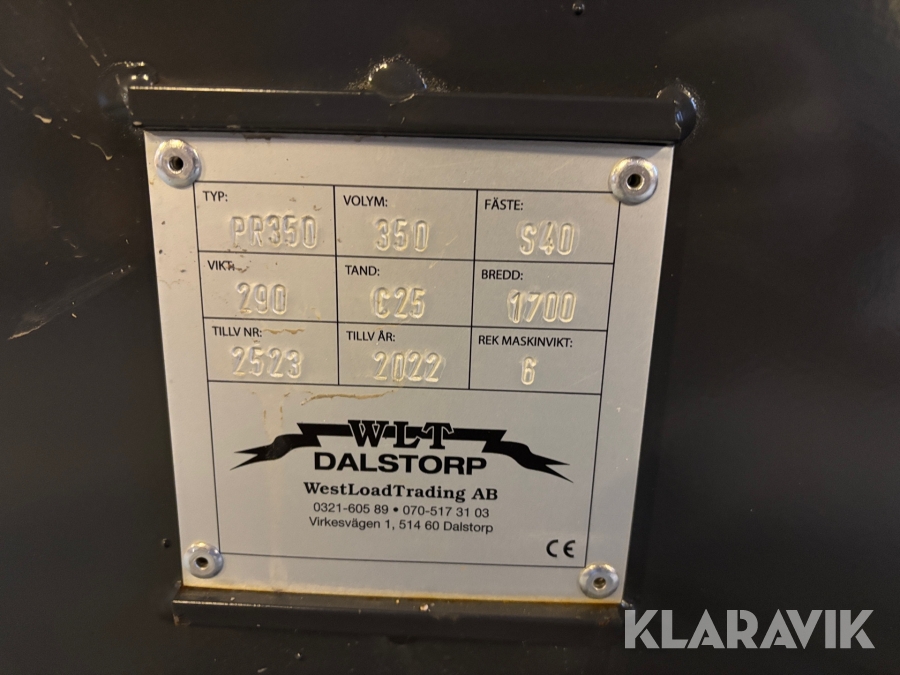 TYP: VOLYM: FÄSTE:
PR350 350 S40
VIKT: TAND: BREDD:
290 C25 1700
TILLV NR: TILLV ÅR: REK MASKINVIKT:
2523 2022 6
WLT
DALSTORP
WestLoadTrading AB
0321-605 89 • 070-517 31 03
Virkesvägen 1, 514 60 Dalstorp
CE
KLARAVIK